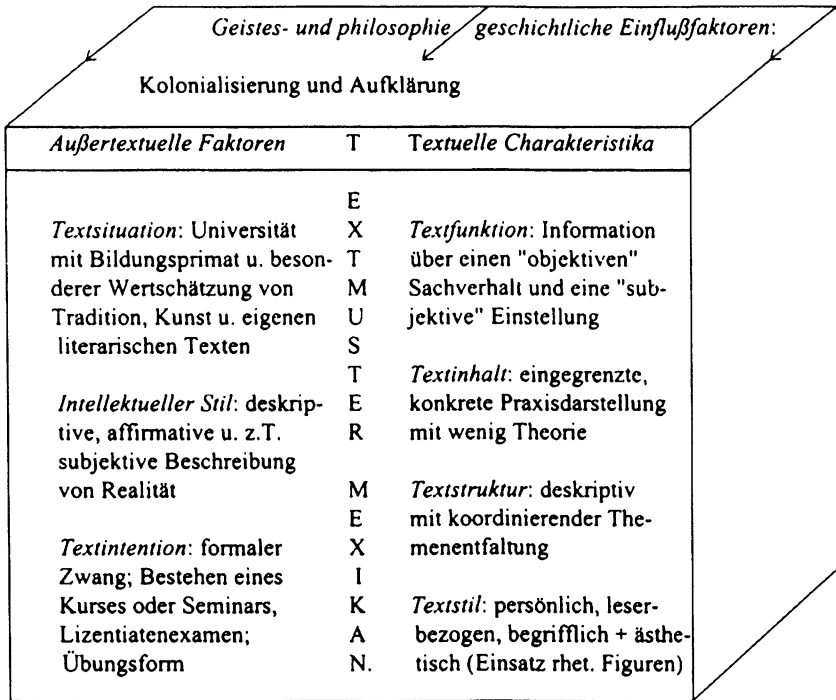 Geistes- und philosophie geschichtliche Einflußfaktoren:
Kolonialisierung und Aufklärung
Außertextuelle Faktoren T Textuelle Charakteristika
E
Textsituation: Universität X Textfunktion: Information
mit Bildungsprimat u. beson- T über einen "objektiven"
derer Wertschätzung von M Sachverhalt und eine "sub-
Tradition, Kunst u. eigenen U jektive" Einstellung
literarischen Texten S
T Textinhalt: eingegrenzte,
Intellektueller Stil: deskrip- E konkrete Praxisdarstellung
tive, affirmative u. z.T. R mit wenig Theorie
subjektive Beschreibung
von Realität M Textstruktur: deskriptiv
E mit koordinierender The-
Textintention: formaler X menentfaltung
Zwang; Bestehen eines I
Kurses oder Seminars, K Textstil: persönlich, leser-
Lizentiatenexamen; A bezogen, begrifflich + ästhe-
Übungsform N. tisch (Einsatz rhet. Figuren)